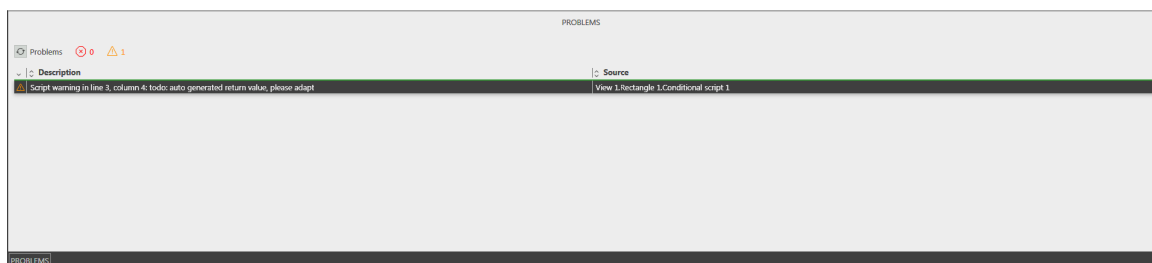 PROBLEMS
Problems 0 1
Description Source
Script warning in line 3, column 4: todo: auto generated return value, please adapt View 1.Rectangle 1.Conditional script 1
PROBLEMS